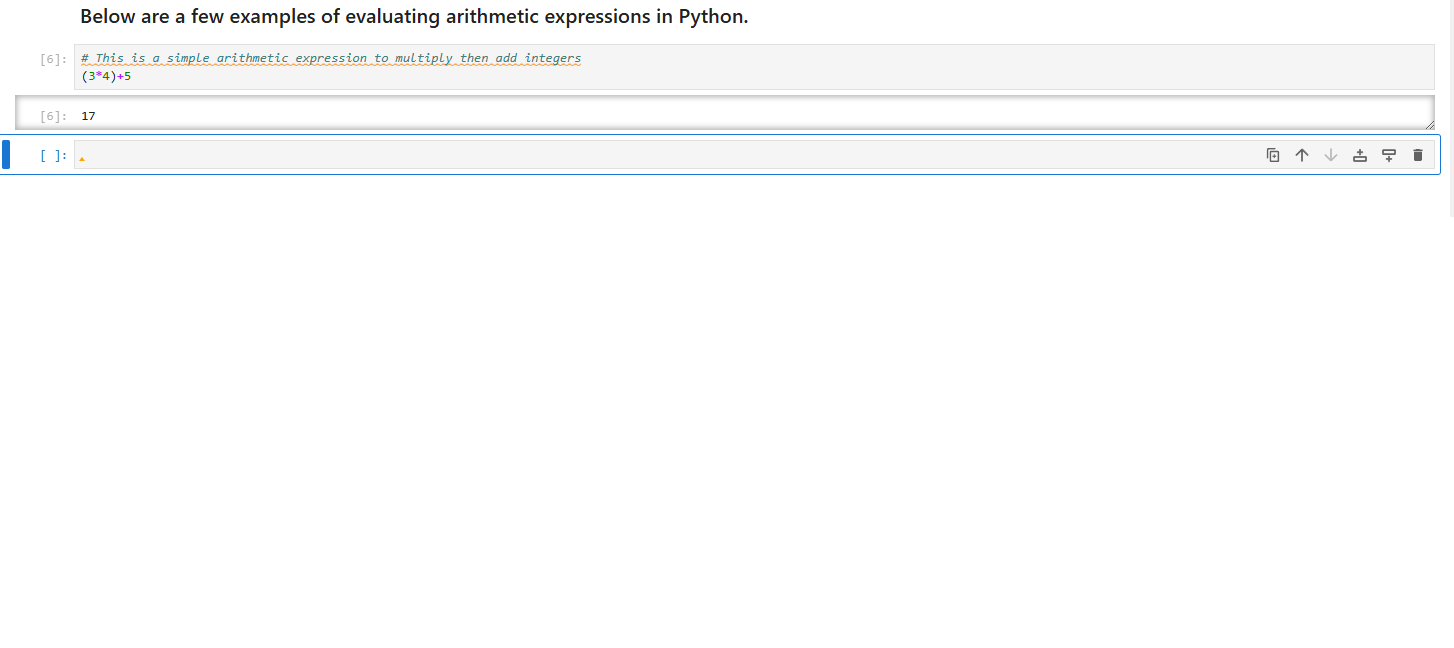 Below are a few examples of evaluating arithmetic expressions in Python.
[6]: # This is a simple arithmetic expression to multiply then add integers
(3*4)+5
[6]: 17
[ ]: